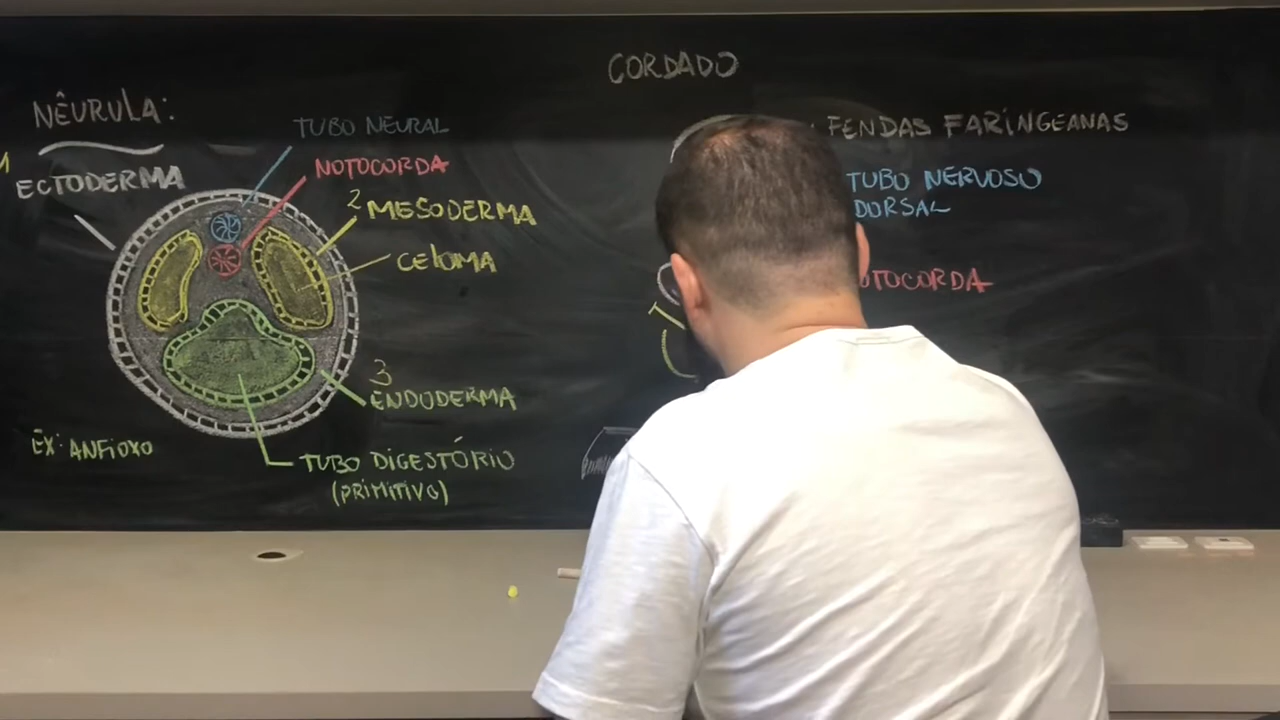 CORDADO
NÊURULA:
TUBO NEURAL
NOTOCORDA
1
ECTODERMA
2 MESODERMA
CELOMA
3
ENDODERMA
EX: ANFIOXO
TUBO DIGESTÓRIO
(PRIMITIVO)
FENDAS FARINGEANAS
TUBO NERVOSO
DORSAL
OTOCORDA